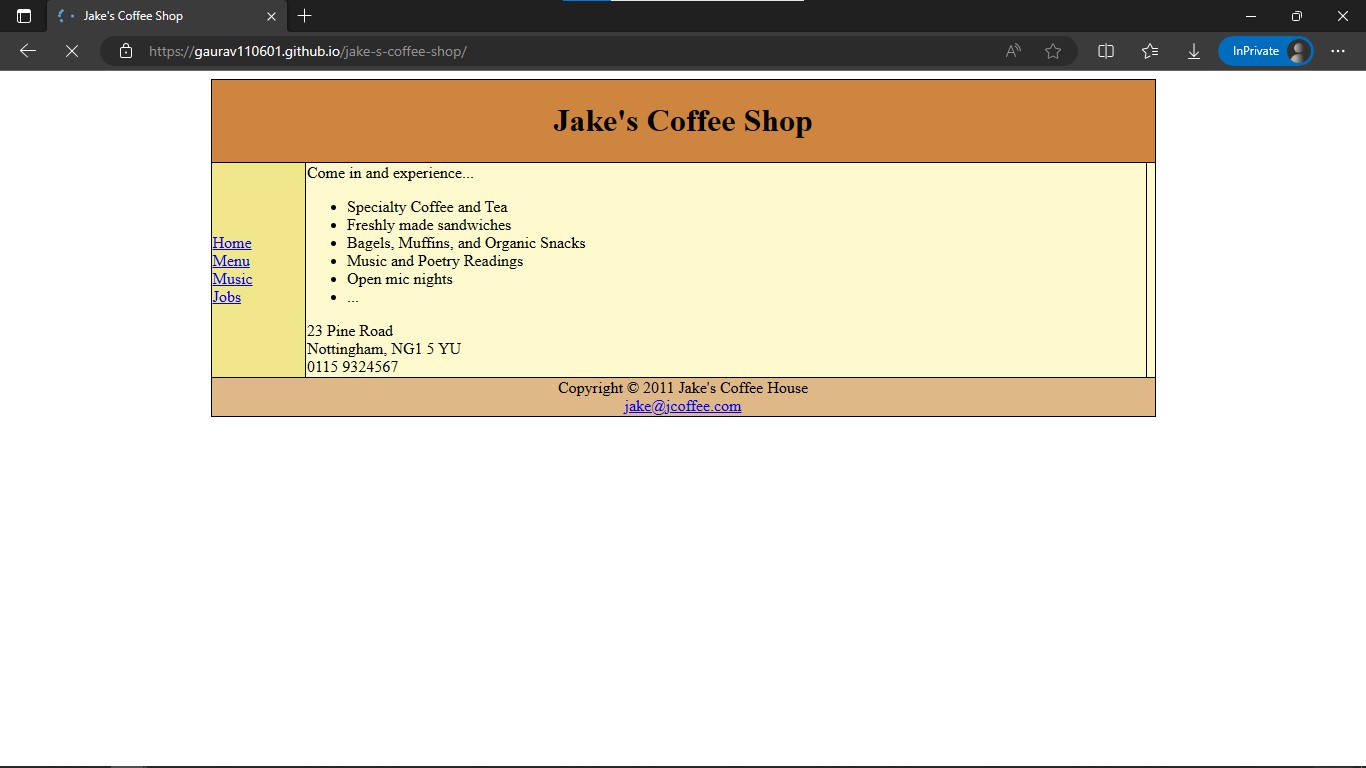 Jake's Coffee Shop
https://gaurav110601.github.io/jake-s-coffee-shop/
InPrivate
Jake's Coffee Shop
Home
Menu
Music
Jobs
Come in and experience...
Specialty Coffee and Tea
Freshly made sandwiches
Bagels, Muffins, and Organic Snacks
Music and Poetry Readings
Open mic nights
...
23 Pine Road
Nottingham, NG1 5 YU
0115 9324567
Copyright © 2011 Jake's Coffee House
jake@jcoffee.com